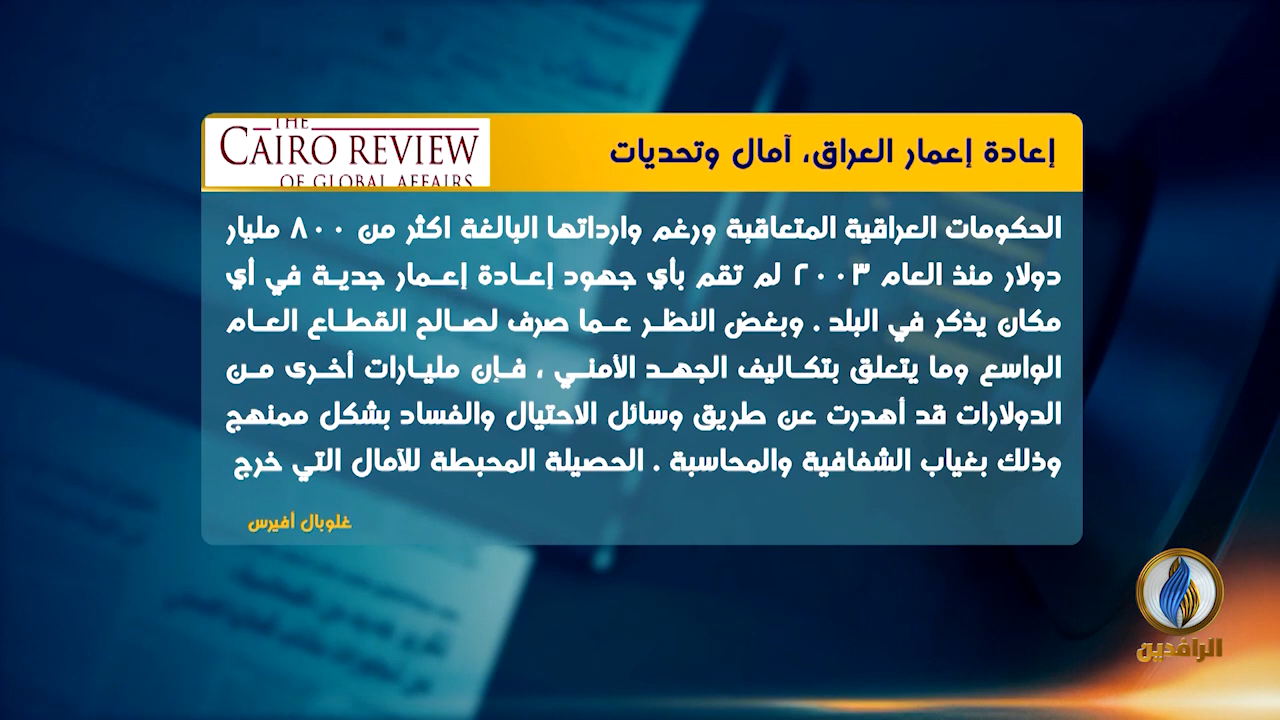 THE
CAIRO REVIEW
OF GLOBAL AFFAIRS
إعادة إعمار العراق، آمال وتحديات
الحكومات العراقية المتعاقبة ورغم وارداتها البالغة اكثر من ٨٠٠ مليار
دولار منذ العام ٢٠٠٣ لم تقم بأي جهود إعادة إعمار جدية في أي
مكان يذكر في البلد . وبغض النظر عما صرف لصالح القطاع العام
الواسع وما يتعلق بتكاليف الجهد الأمني ، فإن مليارات أخرى من
الدولارات قد أهدرت عن طريق وسائل الاحتيال والفساد بشكل ممنهج
وذلك بغياب الشفافية والمحاسبة . الحصيلة المحبطة للآمال التي خرج
غلوبال أفيرس
الرافدين